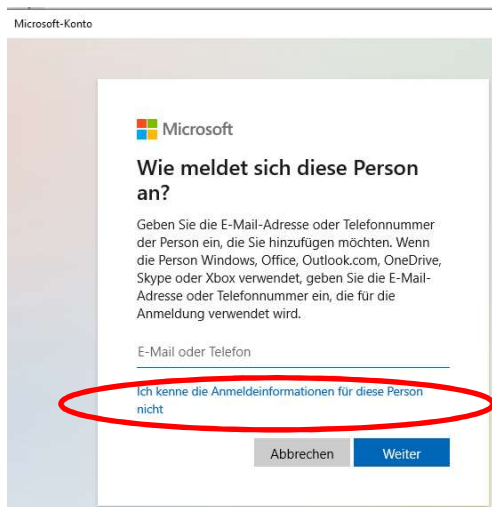 Microsoft-Konto
Microsoft
Wie meldet sich diese Person
an?
Geben Sie die E-Mail-Adresse oder Telefonnummer
der Person ein, die Sie hinzufügen möchten. Wenn
die Person Windows, Office, Outlook.com, OneDrive,
Skype oder Xbox verwendet, geben Sie die E-Mail-
Adresse oder Telefonnummer ein, die für die
Anmeldung verwendet wird.
E-Mail oder Telefon
Ich kenne die Anmeldeinformationen für diese Person
nicht
Abbrechen Weiter